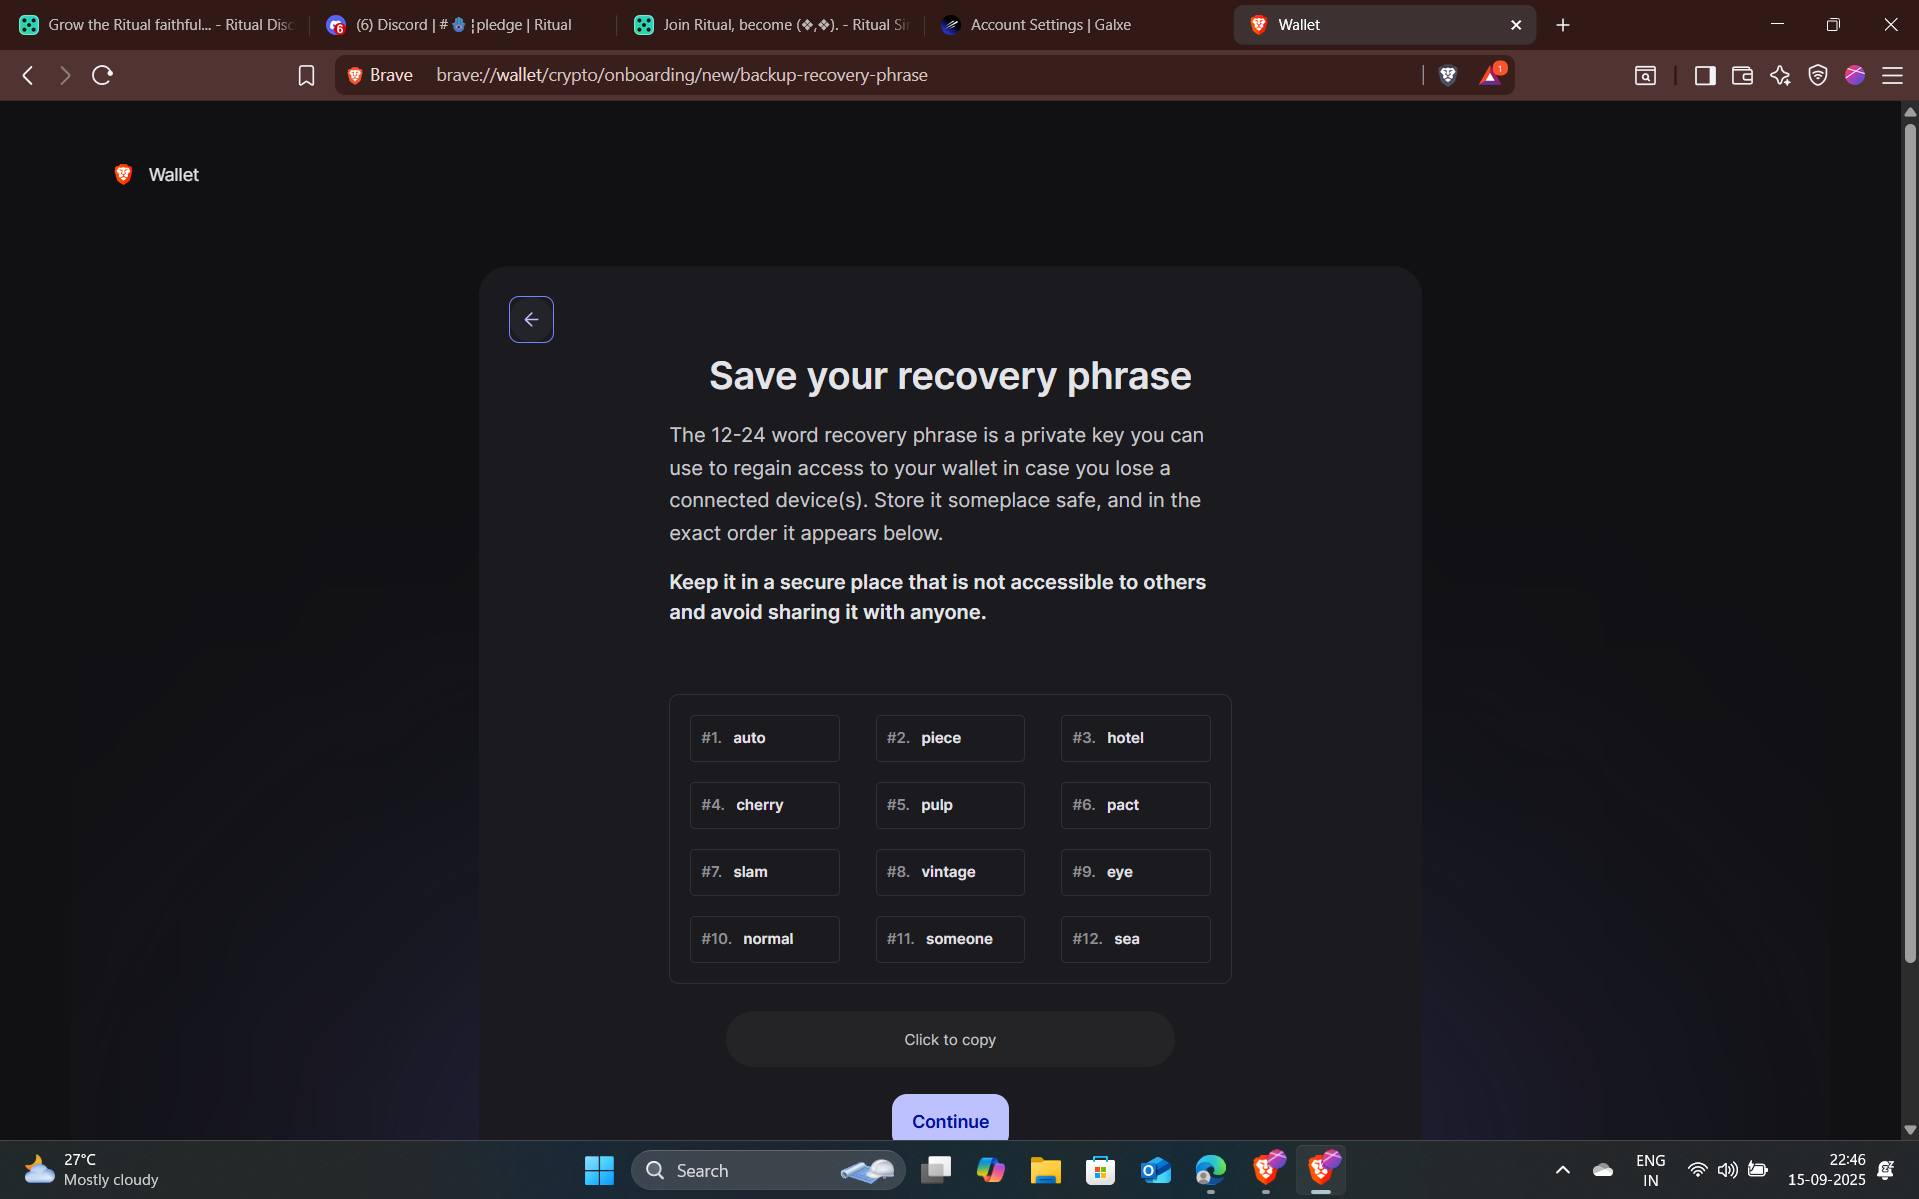 Grow the Ritual faithful... - Ritual Disc
(6) Discord | # ¦pledge | Ritual
Join Ritual, become (❖,❖). - Ritual Si
Account Settings | Galxe
Wallet
Brave brave://wallet/crypto/onboarding/new/backup-recovery-phrase
1
Wallet
Save your recovery phrase
The 12-24 word recovery phrase is a private key you can
use to regain access to your wallet in case you lose a
connected device(s). Store it someplace safe, and in the
exact order it appears below.
Keep it in a secure place that is not accessible to others
and avoid sharing it with anyone.
#1. auto #2. piece #3. hotel
#4. cherry #5. pulp #6. pact
#7. slam #8. vintage #9. eye
#10. normal #11. someone #12. sea
Click to copy
Continue
27°C
Mostly cloudy
Search
ENG
IN
22:46
15-09-2025